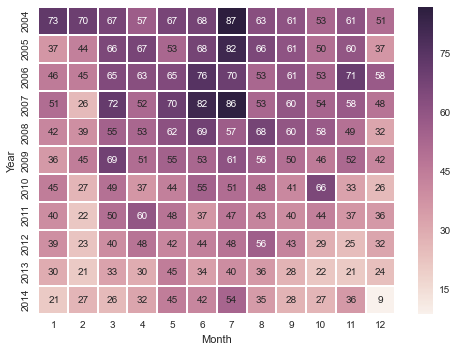 2004 73 70 67 57 67 68 87 63 61 53 61 51
2005 37 44 66 67 53 68 82 66 61 50 60 37
2006 46 45 65 63 65 76 70 53 61 53 71 58
2007 51 26 72 52 70 82 86 53 60 54 58 48
2008 42 39 55 53 62 69 57 68 60 58 49 32
2009 36 45 69 51 55 53 61 56 50 46 52 42
2010 45 27 49 37 44 55 51 48 41 66 33 26
2011 40 22 50 60 48 37 47 43 40 44 37 36
2012 39 23 40 48 42 44 48 56 43 29 25 32
2013 30 21 33 30 45 34 40 36 28 22 21 24
2014 21 27 26 32 45 42 54 35 28 27 36 9
1 2 3 4 5 6 7 8 9 10 11 12
Month
Year
75
60
45
30
15